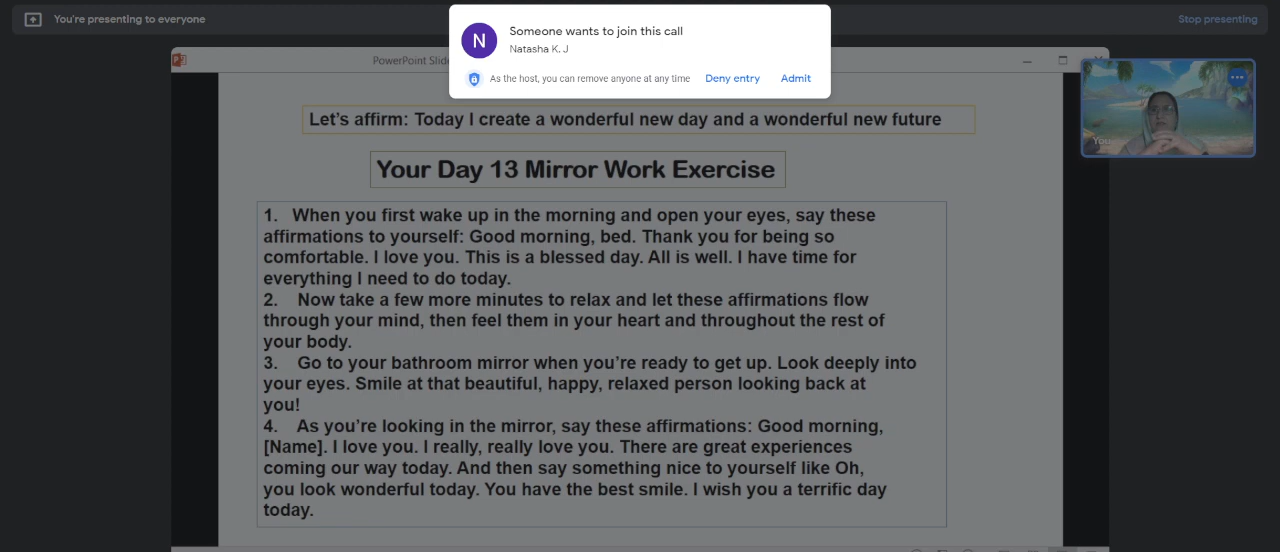 You're presenting to everyone
Stop presenting
Someone wants to join this call
N
Natasha K. J
As the host, you can remove anyone at any time
Deny entry
Admit
You
Let's affirm: Today I create a wonderful new day and a wonderful new future
Your Day 13 Mirror Work Exercise
1. When you first wake up in the morning and open your eyes, say these
affirmations to yourself: Good morning, bed. Thank you for being so
comfortable. I love you. This is a blessed day. All is well. I have time for
everything I need to do today.
2. Now take a few more minutes to relax and let these affirmations flow
through your mind, then feel them in your heart and throughout the rest of
your body.
3. Go to your bathroom mirror when you're ready to get up. Look deeply into
your eyes. Smile at that beautiful, happy, relaxed person looking back at
you!
4. As you're looking in the mirror, say these affirmations: Good morning,
[Name]. I love you. I really, really love you. There are great experiences
coming our way today. And then say something nice to yourself like Oh,
you look wonderful today. You have the best smile. I wish you a terrific day
today.